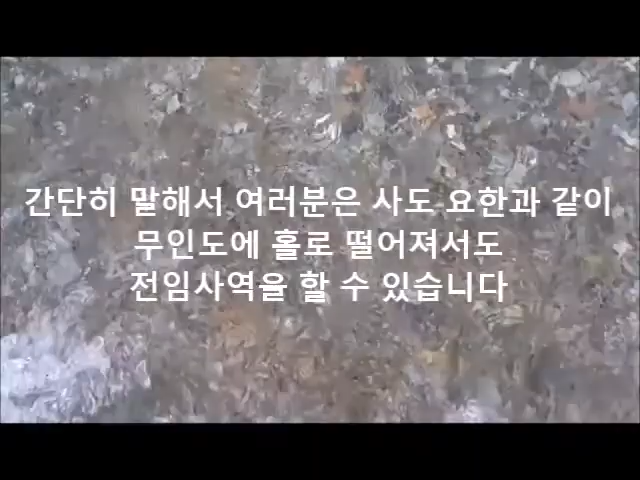 간단히 말해서 여러분은 사도 요한과 같이
무인도에 홀로 떨어져서도
전임사역을 할 수 있습니다